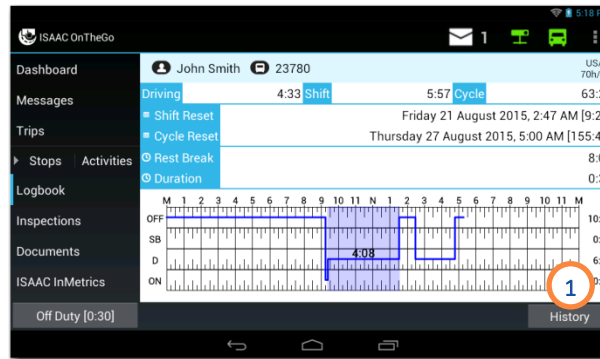 5:18 P
ISAAC OnTheGo
1
Dashboard
Messages
Trips
Stops Activities
Logbook
Inspections
Documents
ISAAC InMetrics
Off Duty [0:30]
John Smith 23780
USA
70h/
Driving 4:33 Shift 5:57 Cycle 63:2
Shift Reset Friday 21 August 2015, 2:47 AM [9:2
Cycle Reset Thursday 27 August 2015, 5:00 AM [155:4
Rest Break 8:0
Duration 0:3
M 1 2 3 4 5 6 7 8 9 10 11 N 1 2 3 4 5 6 7 8 9 10 11 M
OFF 10:
SB 0:
D 4:08 6:
ON 0:
1
History